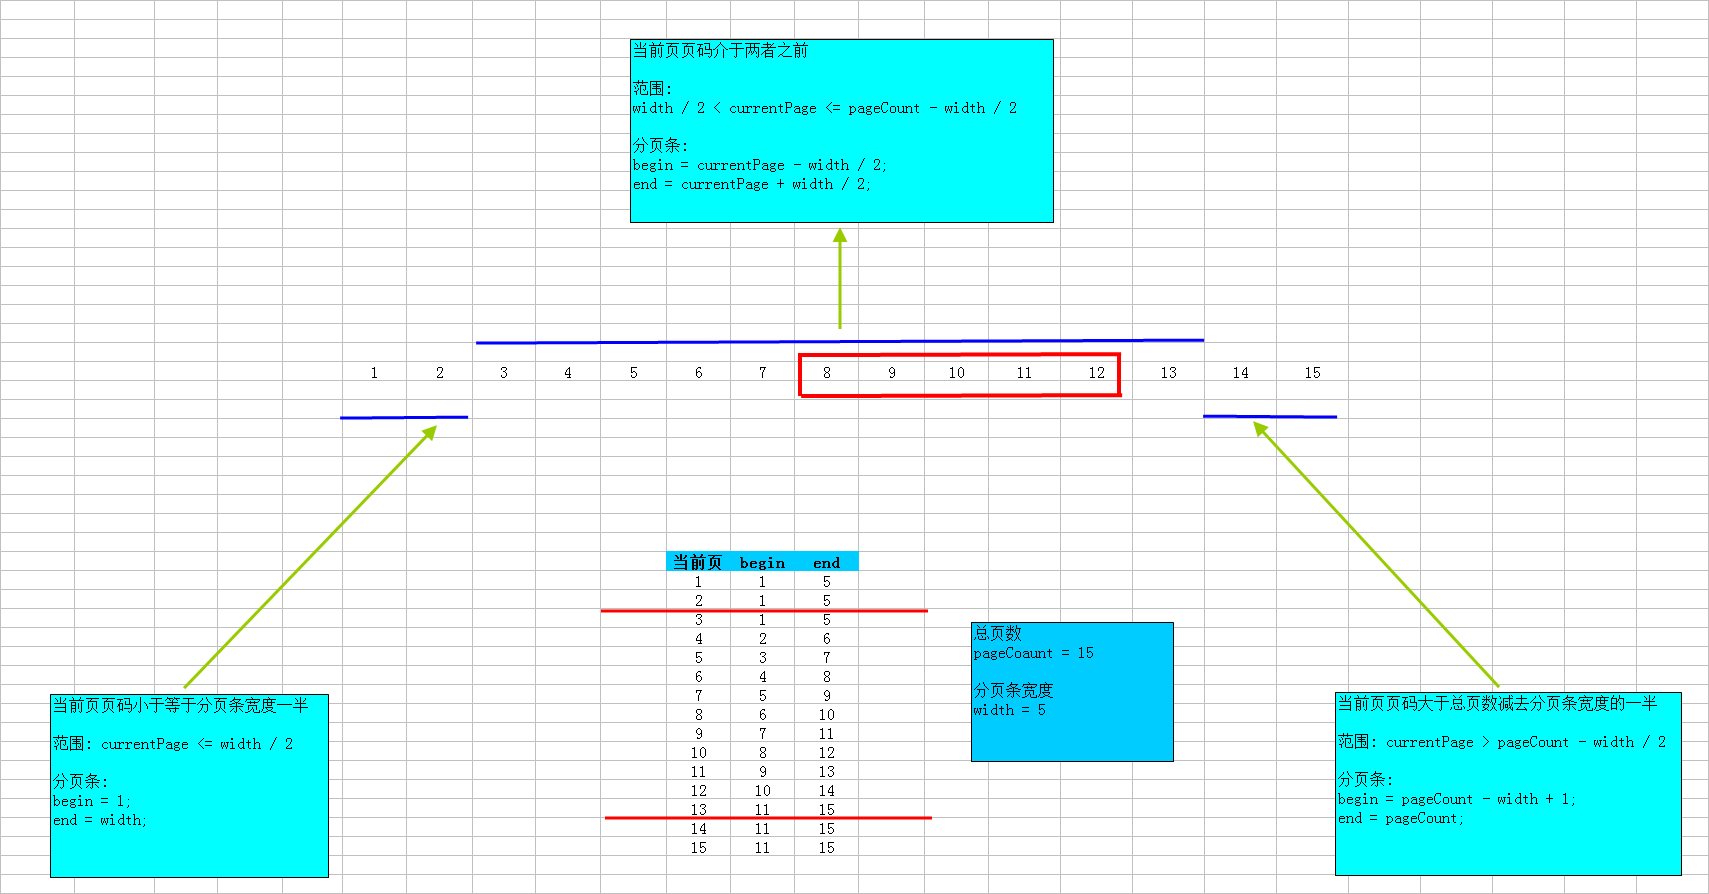 当前页页码介于两者之前
范围:
width / 2 < currentPage <= pageCount - width / 2
分页条:
begin = currentPage - width / 2;
end = currentPage + width / 2;
1 2 3 4 5 6 7 8 9 10 11 12 13 14 15
当前页 begin end
1 1 5
2 1 5
3 1 5
4 2 6
5 3 7
6 4 8
7 5 9
8 6 10
9 7 11
10 8 12
11 9 13
12 10 14
13 11 15
14 11 15
15 11 15
总页数
pageCoaunt = 15
分页条宽度
width = 5
当前页页码小于等于分页条宽度一半
范围: currentPage <= width / 2
分页条:
begin = 1;
end = width;
当前页页码大于总页数减去分页条宽度的一半
范围: currentPage > pageCount - width / 2
分页条:
begin = pageCount - width + 1;
end = pageCount;